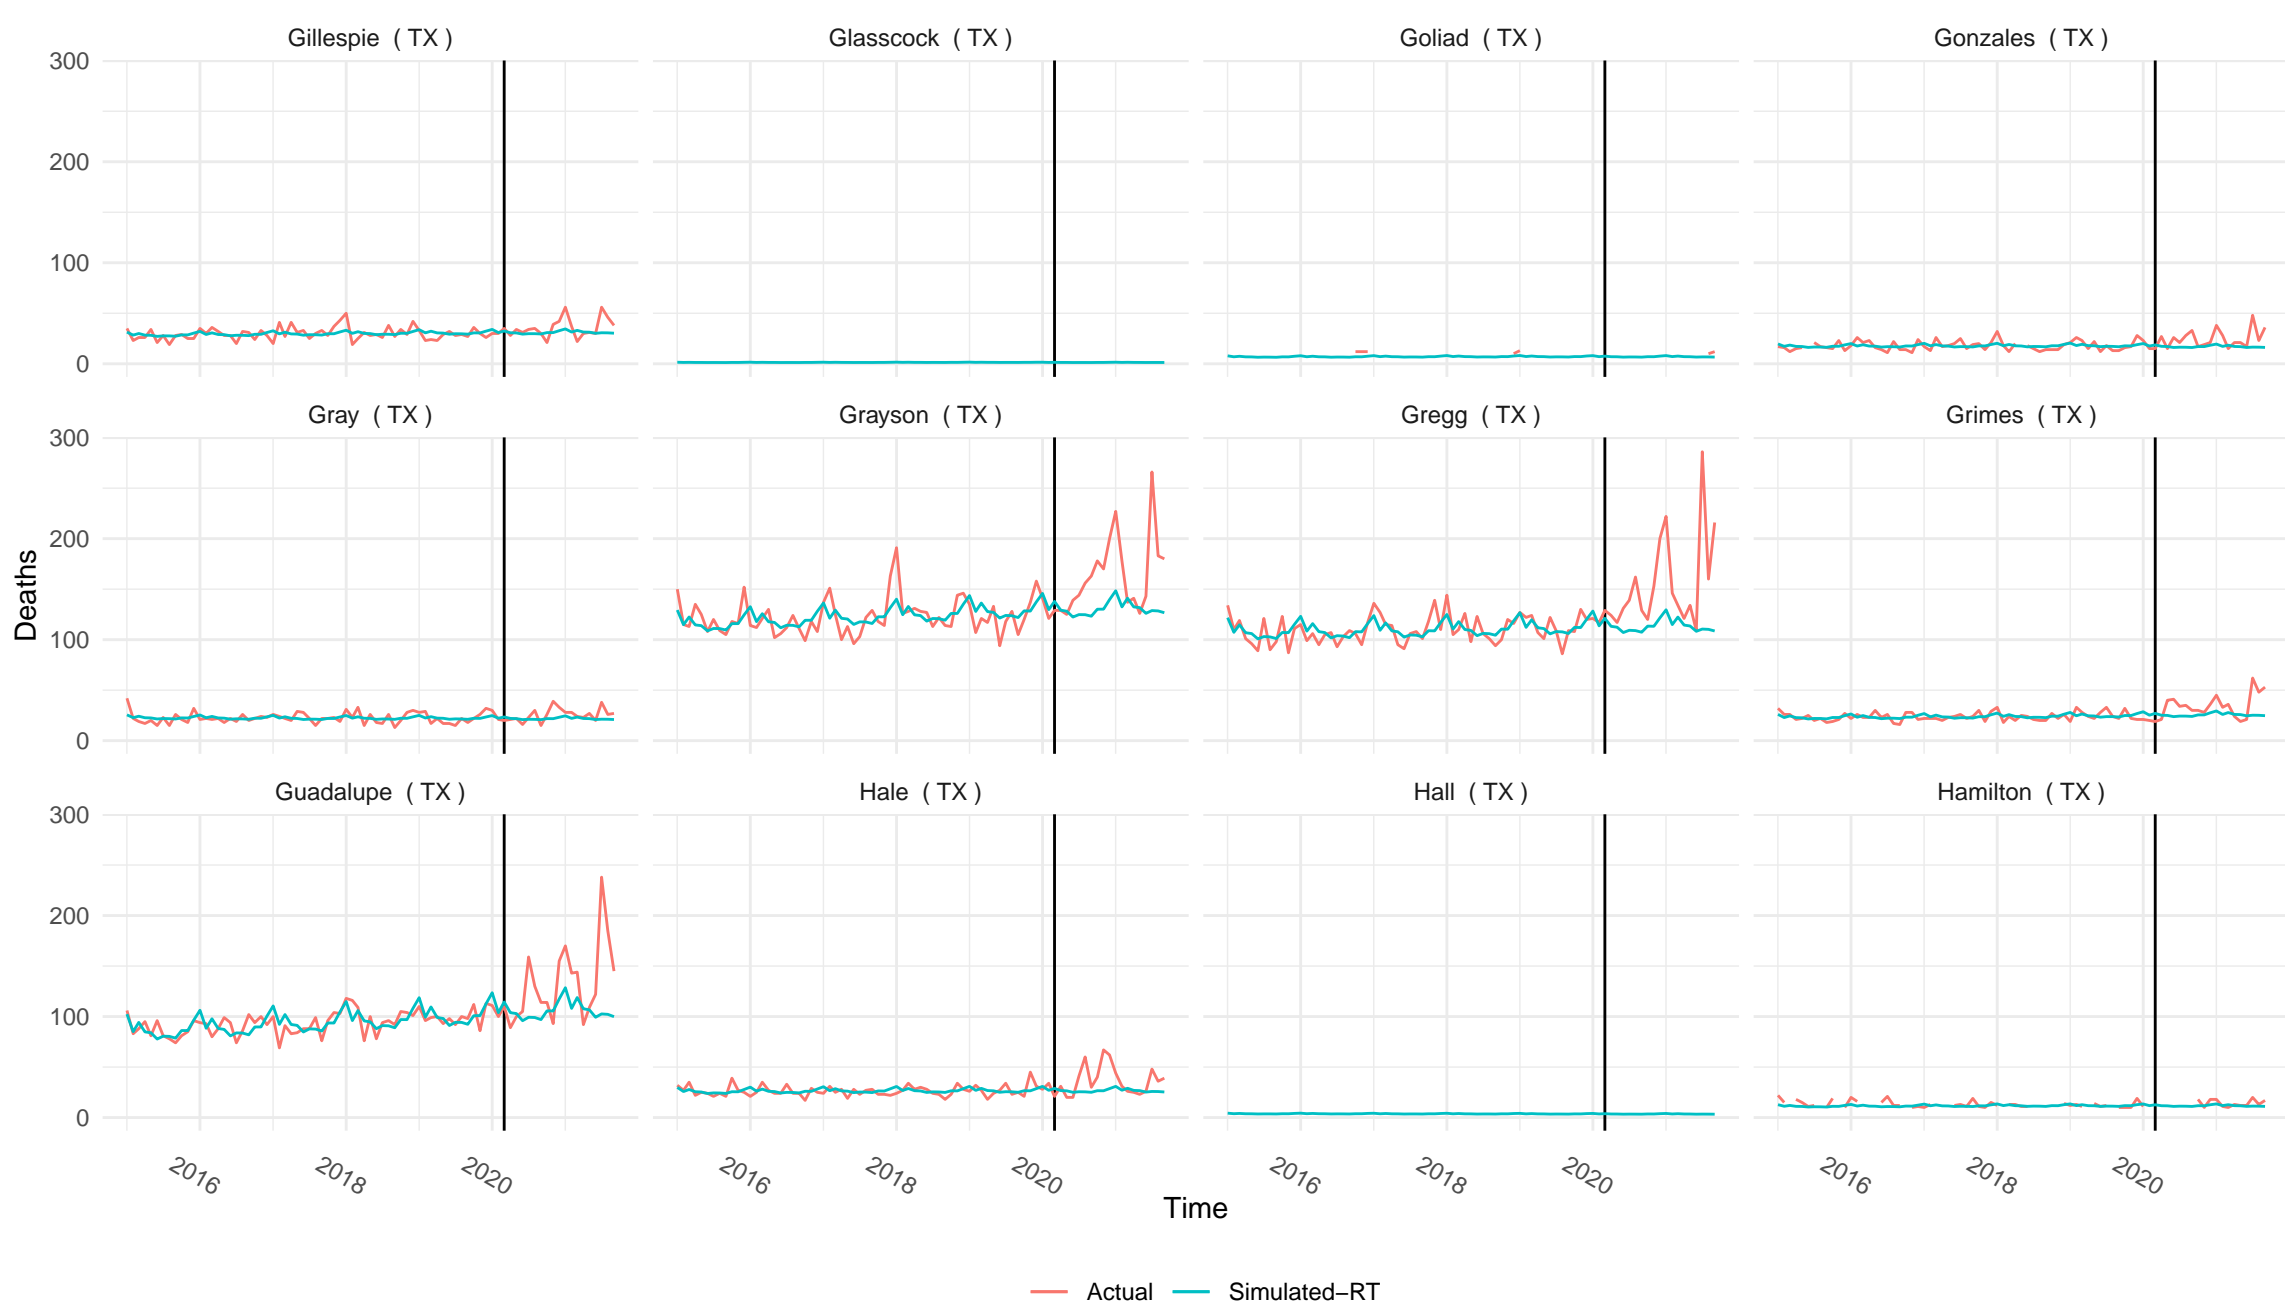 Gillespie ( TX )
Glasscock ( TX )
Goliad ( TX )
Gonzales ( TX )
300
200
100
0
Gray ( TX )
Grayson ( TX )
Gregg ( TX )
Grimes ( TX )
300
200
100
0
Deaths
Guadalupe ( TX )
Hale ( TX )
Hall ( TX )
Hamilton ( TX )
300
200
100
0
2016 2018 2020
2016 2018 2020
2016 2018 2020
2016 2018 2020
Time
Actual
Simulated−RT